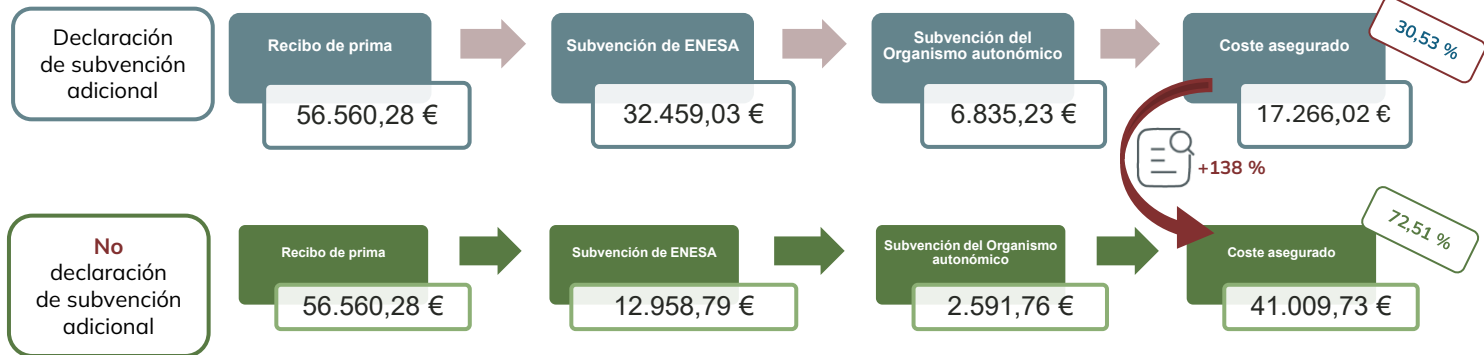 Declaración
de subvención
adicional
Recibo de prima
56.560,28 €
Subvención de ENESA
32.459,03 €
Subvención del
Organismo autonómico
6.835,23 €
Coste asegurado
17.266,02 €
30,53 %
+138 %
No
declaración
de subvención
adicional
Recibo de prima
56.560,28 €
Subvención de ENESA
12.958,79 €
Subvención del Organismo
autonómico
2.591,76 €
Coste asegurado
41.009,73 €
72,51 %